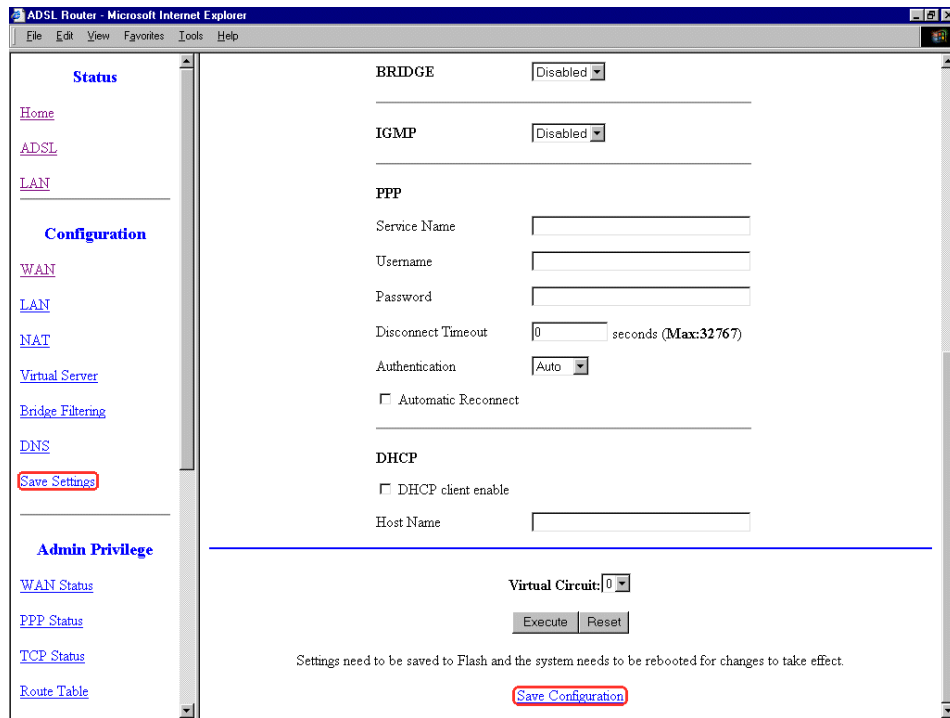 ADSL Router - Microsoft Internet Explorer
File Edit View Favorites Tools Help
Status
Home
ADSL
LAN
Configuration
WAN
LAN
NAT
Virtual Server
Bridge Filtering
DNS
Save Settings
Admin Privilege
WAN Status
PPP Status
TCP Status
Route Table
BRIDGE Disabled
IGMP Disabled
PPP
Service Name
Username
Password
Disconnect Timeout 0 seconds (Max:32767)
Authentication Auto
Automatic Reconnect
DHCP
DHCP client enable
Host Name
Virtual Circuit: 0
Execute Reset
Settings need to be saved to Flash and the system needs to be rebooted for changes to take effect.
Save Configuration